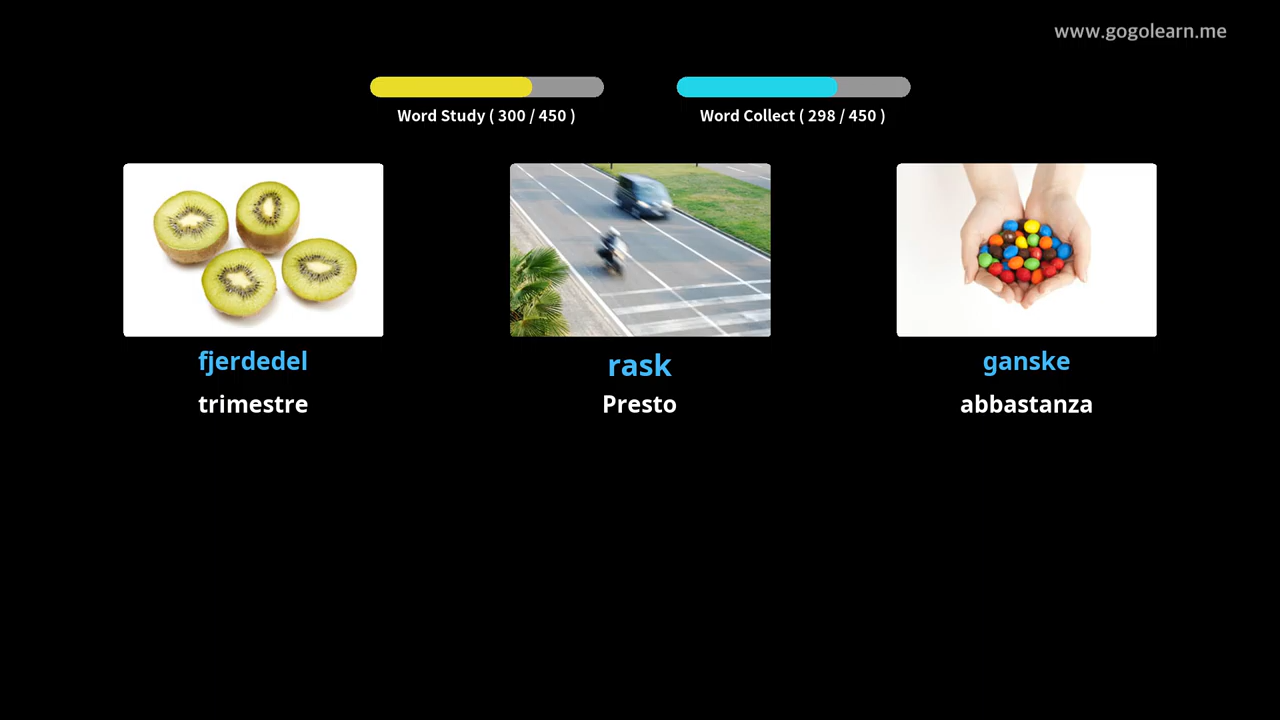 www.gogolearn.me
Word Study ( 300 / 450 )
Word Collect ( 298 / 450 )
fjerdedel
rask
ganske
trimestre
Presto
abbastanza